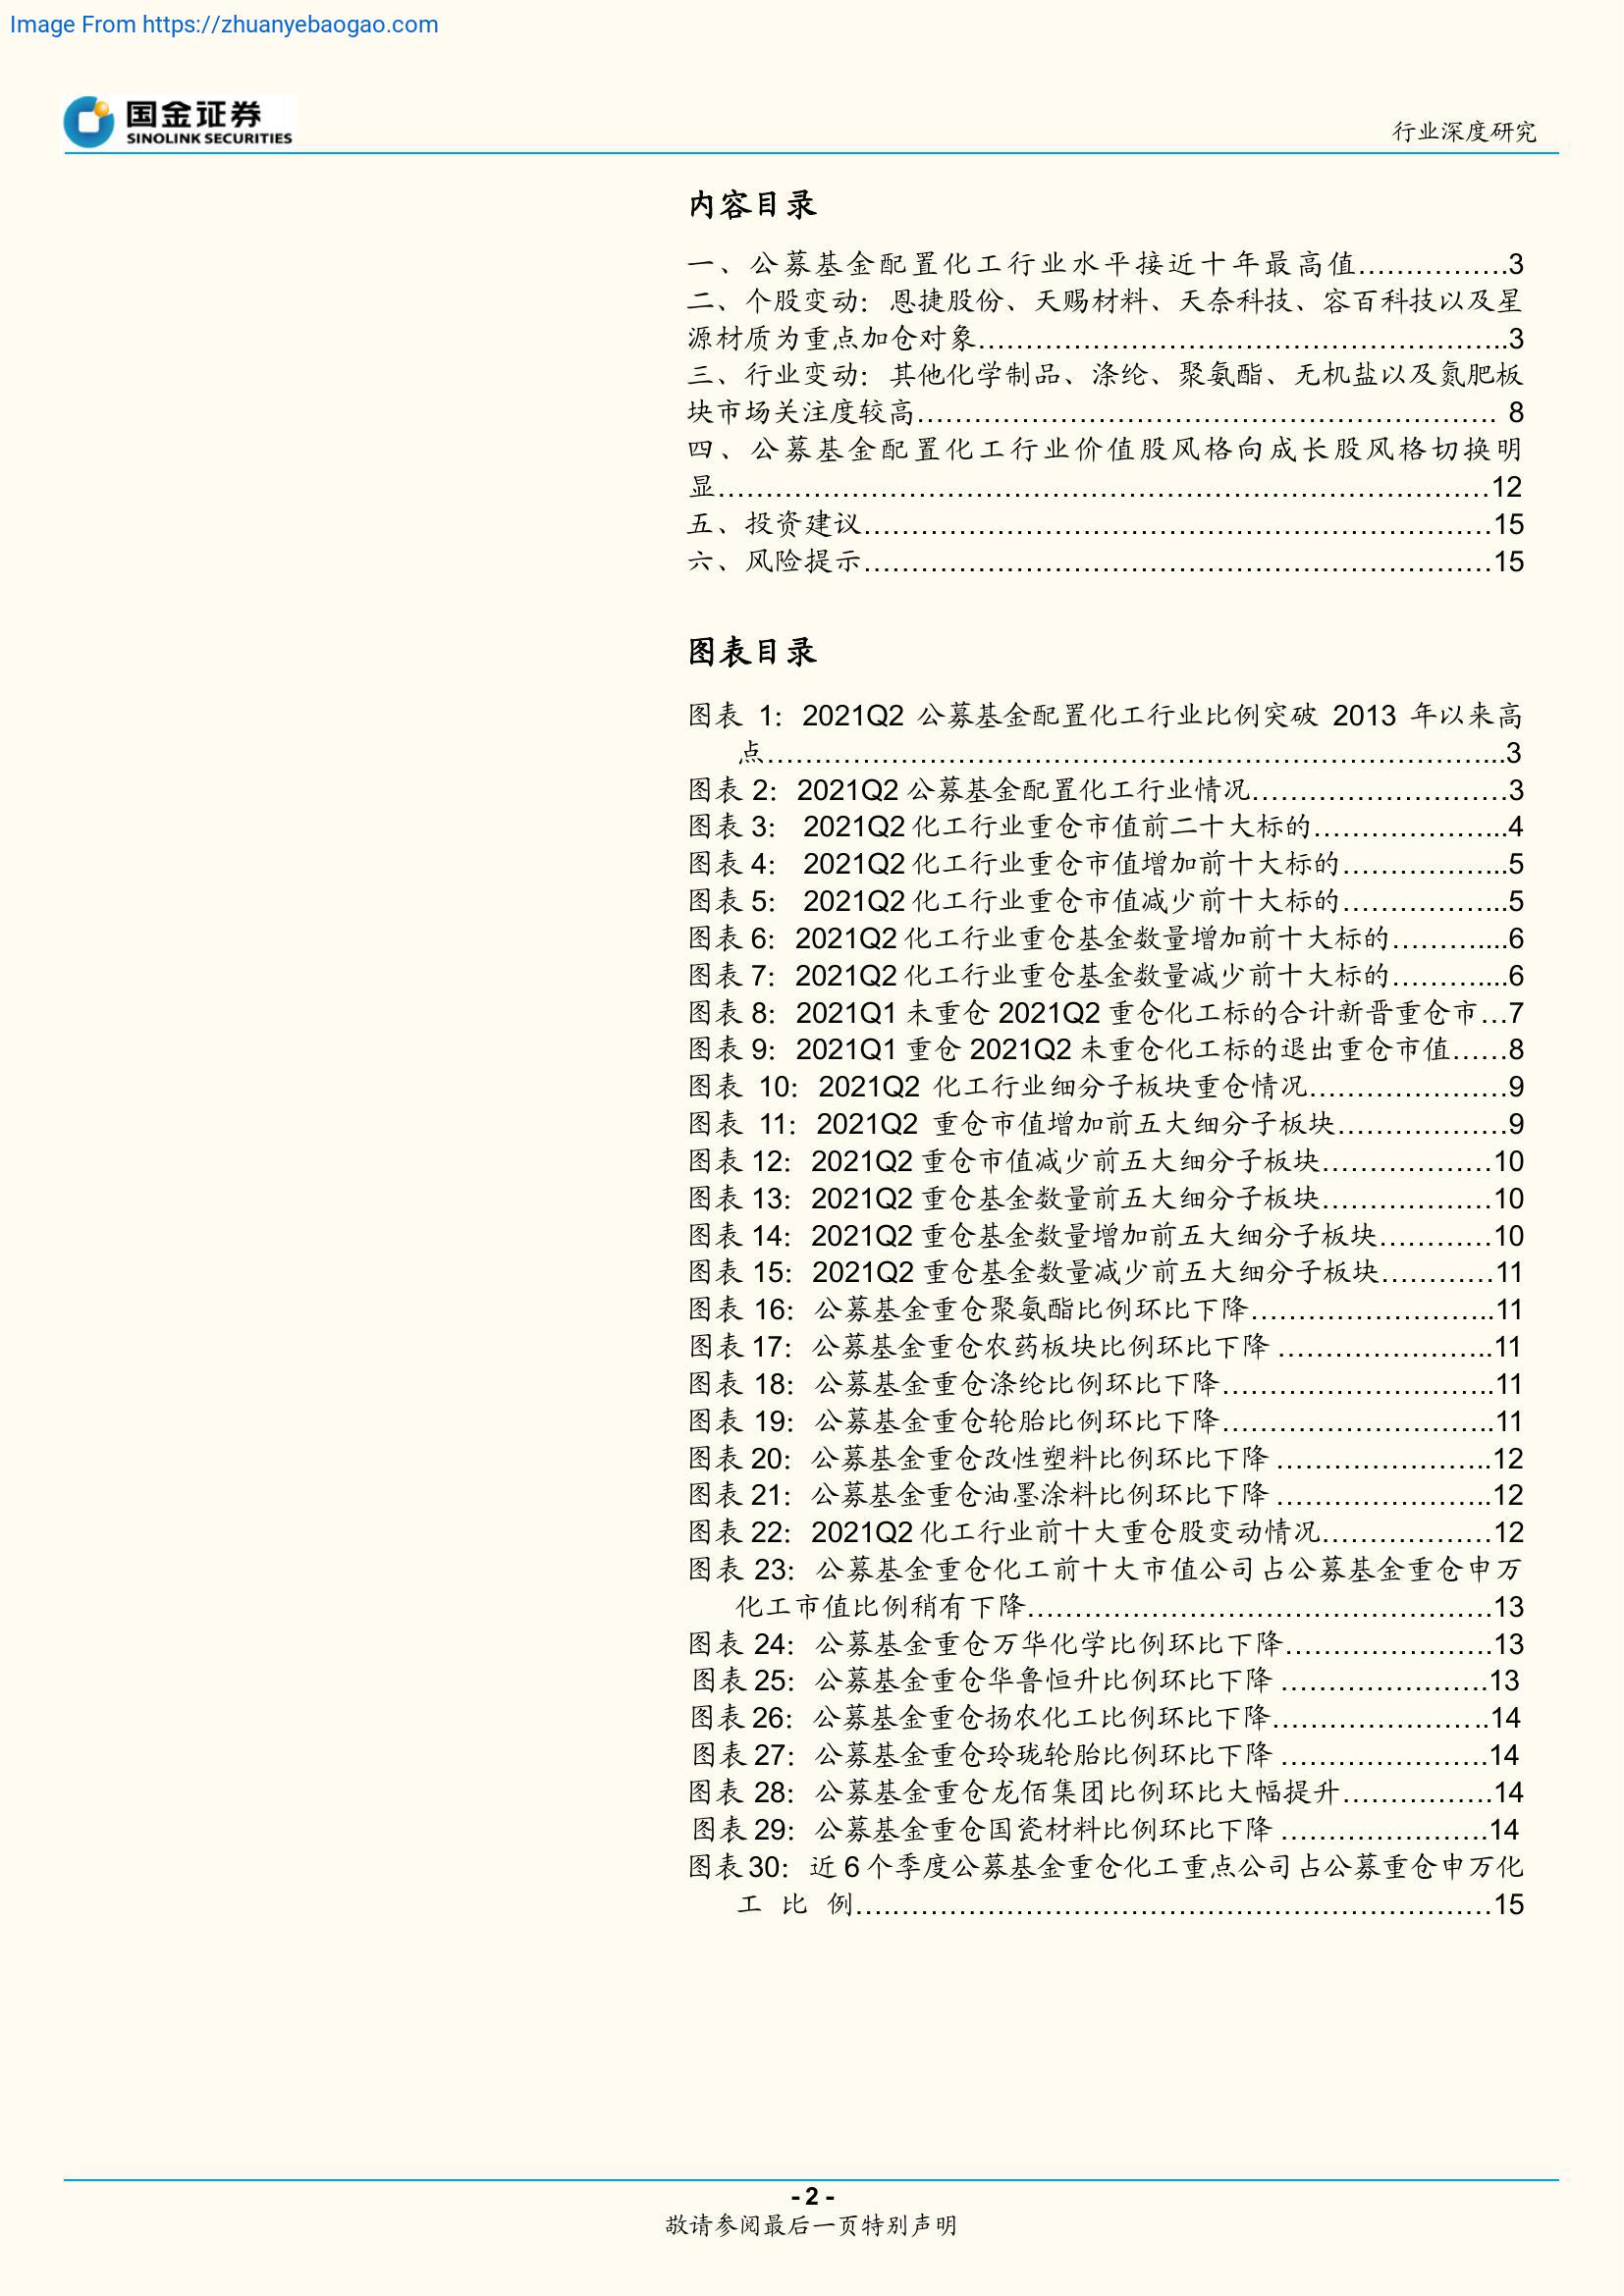 Image From https://zhuanyebaogao.com
国金证券
SINOLINK SECURITIES
行业深度研究
内容目录
一、公募基金配置化工行业水平接近十年最高值................3
二、个股变动：恩捷股份、天赐材料、天奈科技、容百科技以及星
源材质为重点加仓对象........................................................3
三、行业变动：其他化学制品、涤纶、聚氨酯、无机盐以及氮肥板
块市场关注度较高............................................................. 8
四、公募基金配置化工行业价值股风格向成长股风格切换明
显.................................................................................12
五、投资建议..................................................................15
六、风险提示..................................................................15
图表目录
图表 1：2021Q2 公募基金配置化工行业比例突破 2013 年以来高
点..............................................................................3
图表 2：2021Q2 公募基金配置化工行业情况...........................3
图表 3： 2021Q2 化工行业重仓市值前二十大标的....................4
图表 4： 2021Q2 化工行业重仓市值增加前十大标的.................5
图表 5： 2021Q2 化工行业重仓市值减少前十大标的.................5
图表 6：2021Q2 化工行业重仓基金数量增加前十大标的............6
图表 7：2021Q2 化工行业重仓基金数量减少前十大标的............6
图表 8：2021Q1 未重仓 2021Q2 重仓化工标的合计新晋重仓市...7
图表 9：2021Q1 重仓 2021Q2 未重仓化工标的退出重仓市值......8
图表 10：2021Q2 化工行业细分子板块重仓情况.....................9
图表 11：2021Q2 重仓市值增加前五大细分子板块..................9
图表 12：2021Q2 重仓市值减少前五大细分子板块..................10
图表 13：2021Q2 重仓基金数量前五大细分子板块..................10
图表 14：2021Q2 重仓基金数量增加前五大细分子板块............10
图表 15：2021Q2 重仓基金数量减少前五大细分子板块............11
图表 16：公募基金重仓聚氨酯比例环比下降..........................11
图表 17：公募基金重仓农药板块比例环比下降 .......................11
图表 18：公募基金重仓涤纶比例环比下降.............................11
图表 19：公募基金重仓轮胎比例环比下降.............................11
图表 20：公募基金重仓改性塑料比例环比下降 .......................12
图表 21：公募基金重仓油墨涂料比例环比下降 .......................12
图表 22：2021Q2 化工行业前十大重仓股变动情况..................12
图表 23：公募基金重仓化工前十大市值公司占公募基金重仓申万
化工市值比例稍有下降.................................................13
图表 24：公募基金重仓万华化学比例环比下降......................13
图表 25：公募基金重仓华鲁恒升比例环比下降 ......................13
图表 26：公募基金重仓扬农化工比例环比下降.......................14
图表 27：公募基金重仓玲珑轮胎比例环比下降 ......................14
图表 28：公募基金重仓龙佰集团比例环比大幅提升................14
图表 29：公募基金重仓国瓷材料比例环比下降 ......................14
图表 30：近 6 个季度公募基金重仓化工重点公司占公募重仓申万化
工 比 例...................................................................15
- 2 -
敬请参阅最后一页特别声明